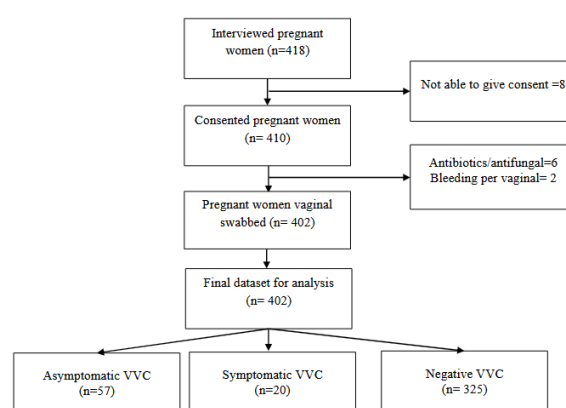 Interviewed pregnant
women (n=418)
Not able to give consent =8
Consented pregnant women
(n= 410)
Antibiotics/antifungal=6
Bleeding per vaginal= 2
Pregnant women vaginal
swabbed (n= 402)
Final dataset for analysis
(n= 402)
Asymptomatic VVC
(n=57)
Symptomatic VVC
(n=20)
Negative VVC
(n= 325)